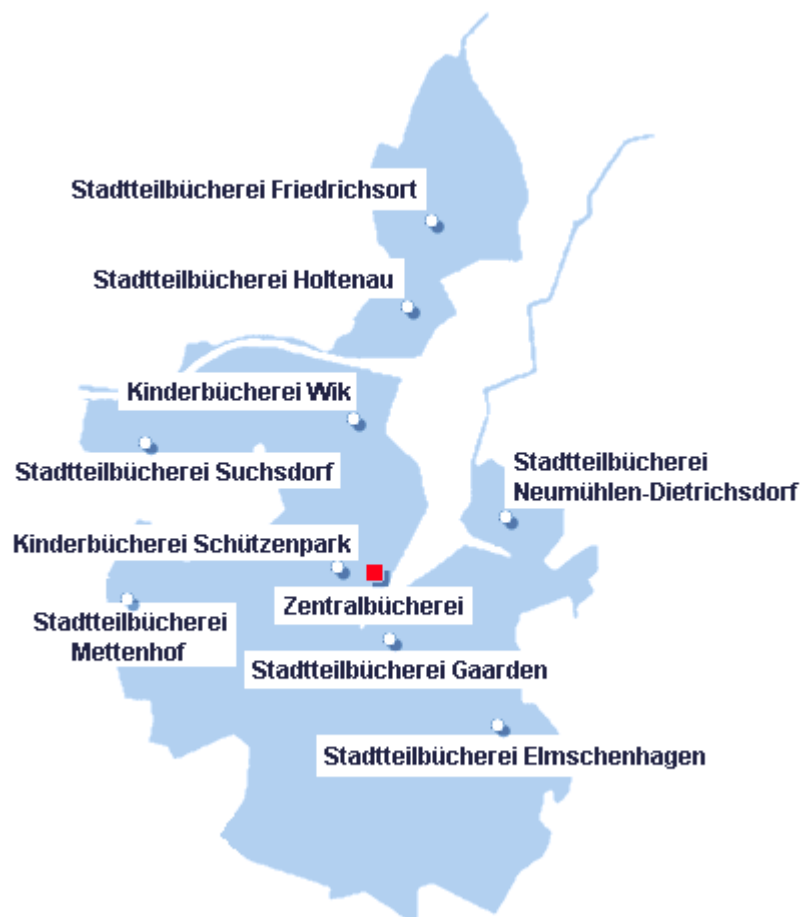 Stadtteilbücherei Friedrichsort
Stadtteilbücherei Holtenau
Kinderbücherei Wik
Stadtteilbücherei Suchsdorf
Stadtteilbücherei
Neumühlen-Dietrichsdorf
Kinderbücherei Schützenpark
Zentralbücherei
Stadtteilbücherei
Mettenhof
Stadtteilbücherei Gaarden
Stadtteilbücherei Elmschenhagen